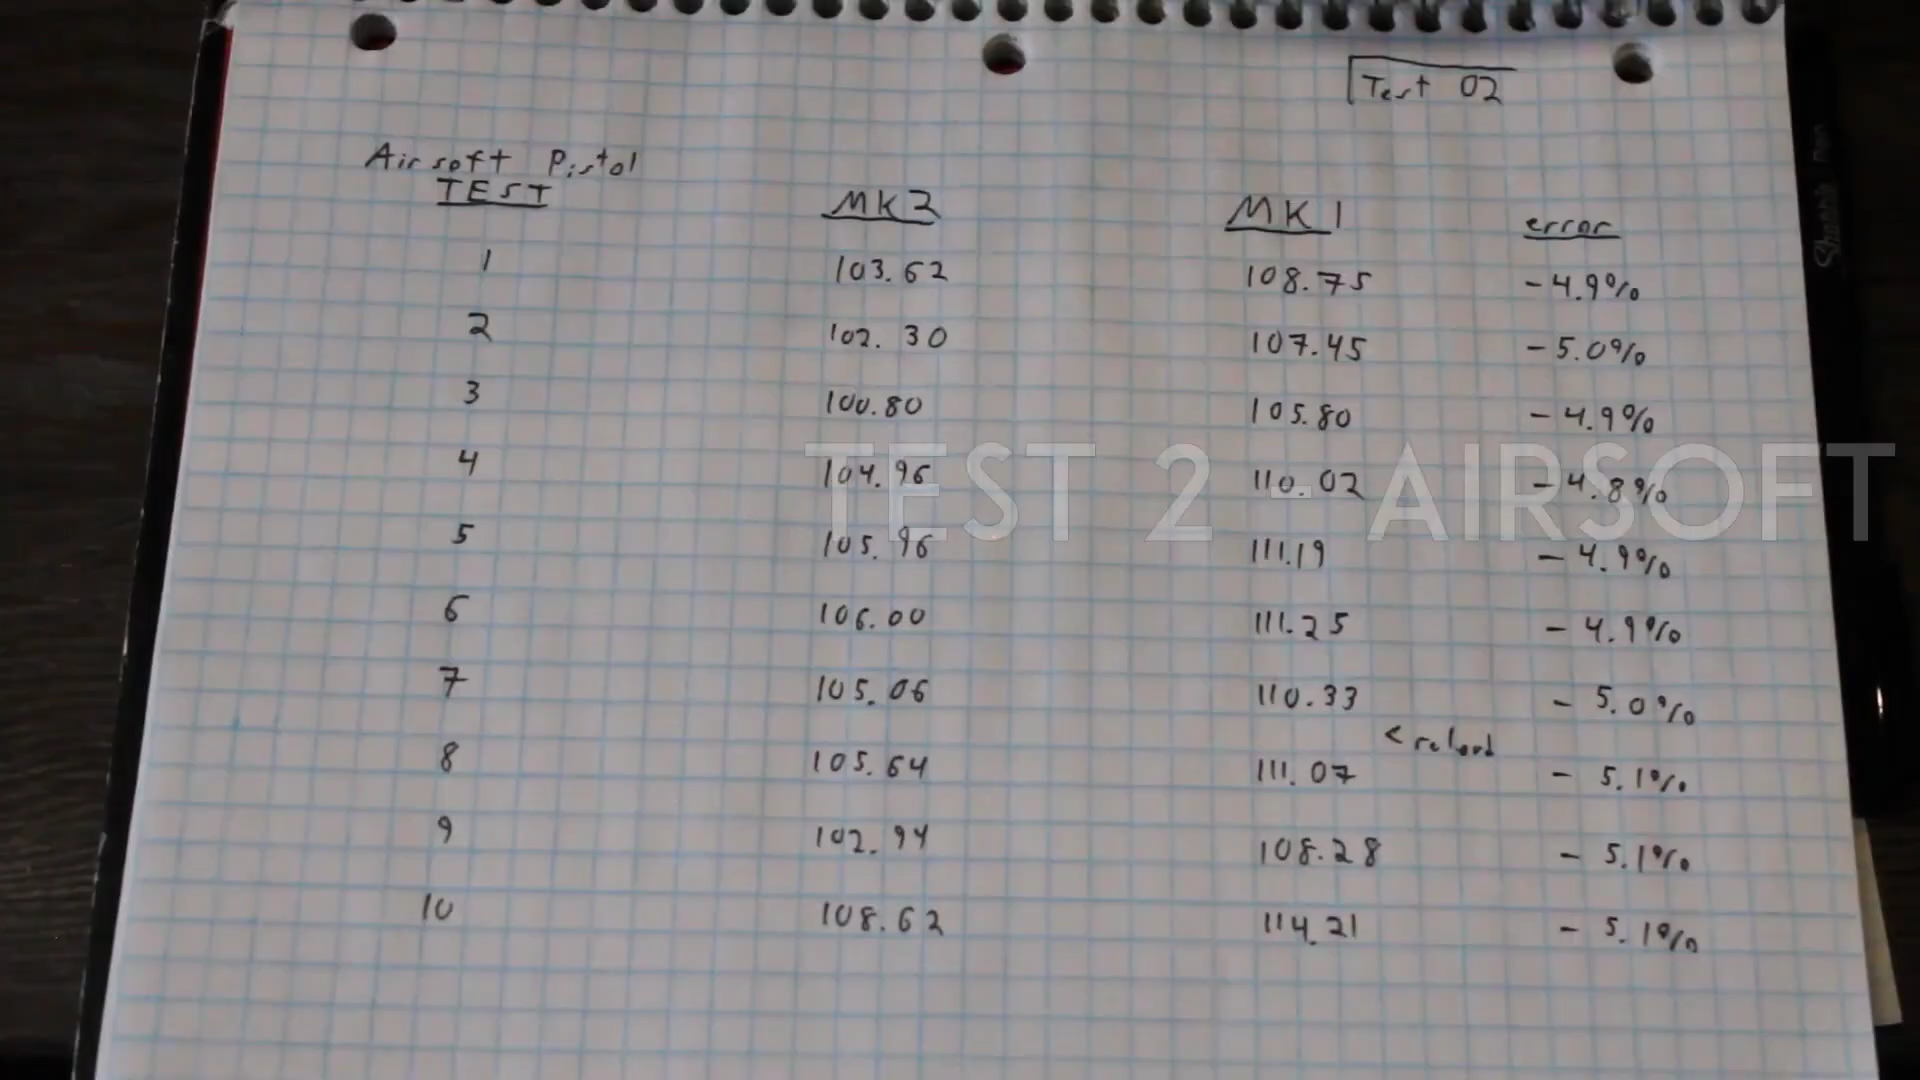 Test 02
Airsoft Pistol
TEST MK2 MK1 error
1 103.62 108.75 -4.9%
2 102.30 107.45 -5.0%
3 100.80 105.80 -4.9%
4 104.96 110.02 -4.8%
TEST 2 - AIRSOFT
5 105.96 111.19 -4.9%
6 106.00 111.25 -4.9%
7 105.06 110.33 -5.0%
< reload
8 105.64 111.07 -5.1%
9 102.94 108.28 -5.1%
10 108.62 114.21 -5.1%